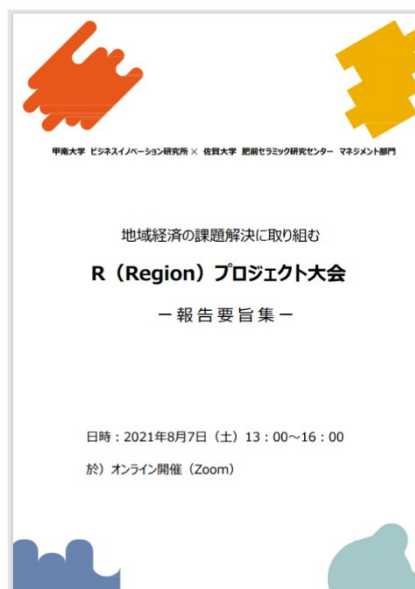 甲南大学 ビジネスイノベーション研究所 × 佐賀大学 肥前セラミック研究センター マネジメント部門
地域経済の課題解決に取り組む
R（Region）プロジェクト大会
－報告要旨集－
日時：2021年8月7日（土）13：00～16：00
於）オンライン開催（Zoom）